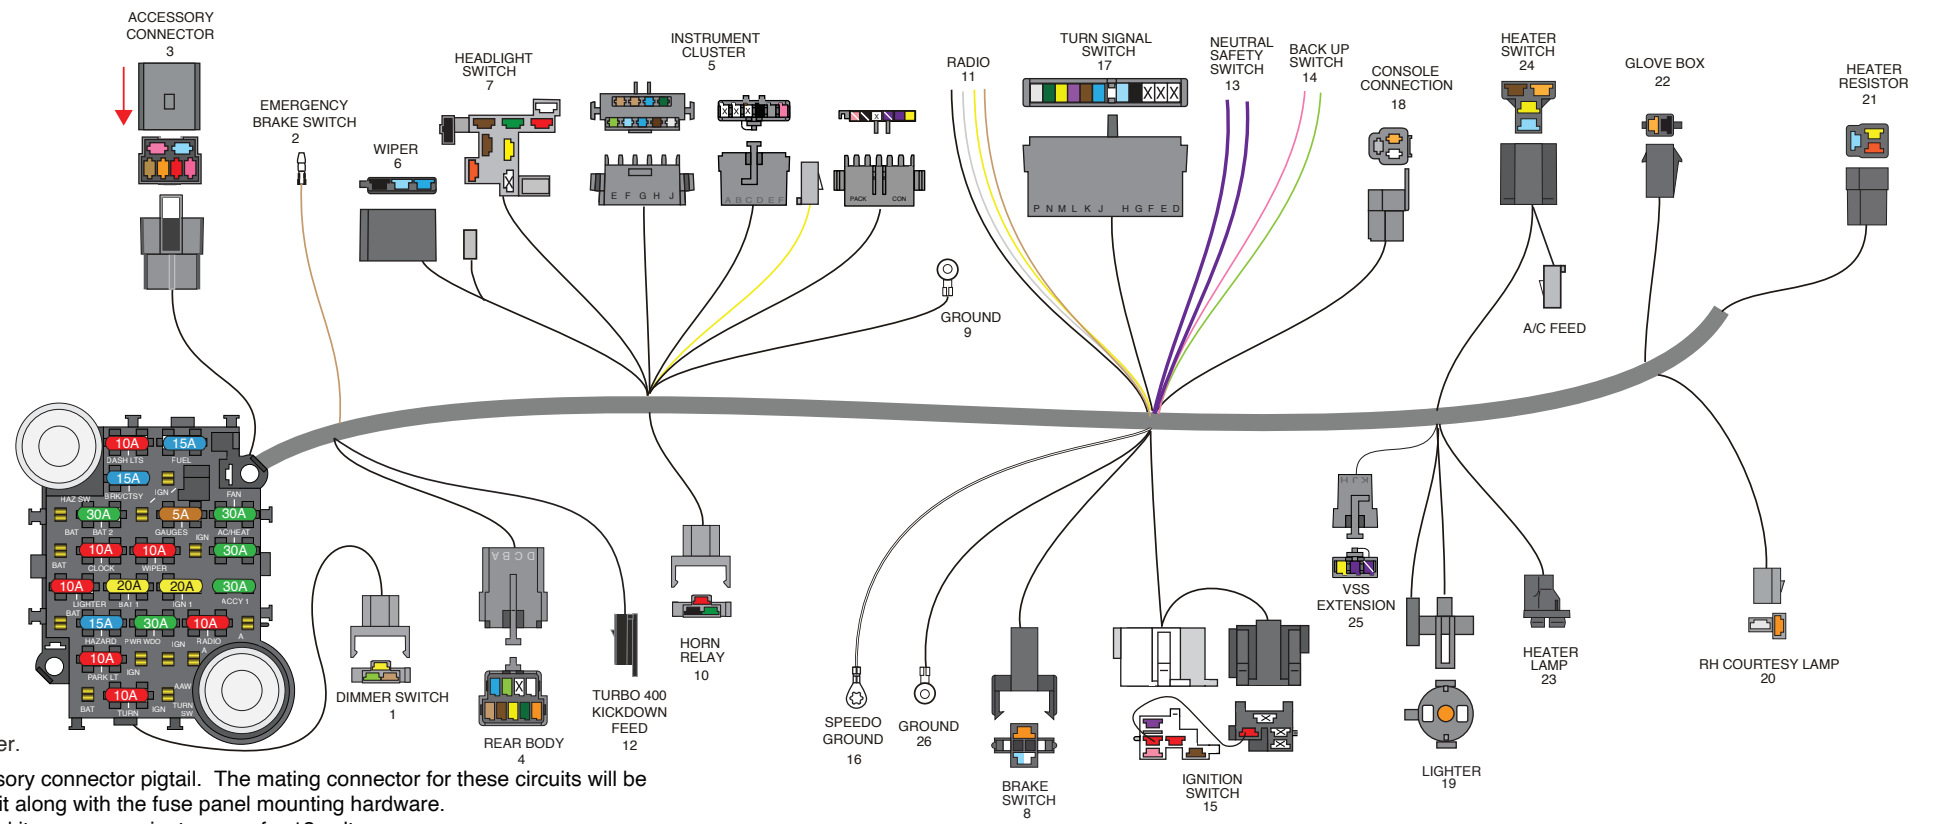 ACCESSORY
CONNECTOR
3
EMERGENCY
BRAKE SWITCH
2
WIPER
6
HEADLIGHT
SWITCH
7
INSTRUMENT
CLUSTER
5
E F G H J
A B C D E F
PACK CON
GROUND
9
RADIO
11
TURN SIGNAL
SWITCH
17
X X X
P N M L K J H G F E D
NEUTRAL
SAFETY
SWITCH
13
BACK UP
SWITCH
14
CONSOLE
CONNECTION
18
HEATER
SWITCH
24
A/C FEED
GLOVE BOX
22
HEATER
RESISTOR
21
10A 15A
DASH LTS FUEL
15A
BRK/CTSY IGN
HAZ SW FAN
30A 5A 30A
BAT BAT 2 GAUGES IGN AC/HEAT
10A 10A 30A
BAT CLOCK WIPER
10A 20A 20A 30A
LIGHTER BAT 1 IGN 1 ACCY 1
BAT
15A 30A 10A
HAZARD PWR WDO IGN RADIO A
A
10A
PARK LT IGN
10A
AAW
BAT TURN IGN TURN
SW
DIMMER SWITCH
1
D C B A
REAR BODY
4
TURBO 400
KICKDOWN
FEED
12
HORN
RELAY
10
SPEEDO
GROUND
16
GROUND
26
BRAKE
SWITCH
8
IGNITION
SWITCH
15
K J H
VSS
EXTENSION
25
LIGHTER
19
HEATER
LAMP
23
RH COURTESY LAMP
20
er.
sory connector pigtail. The mating connector for these circuits will be
it along with the fuse panel mounting hardware.